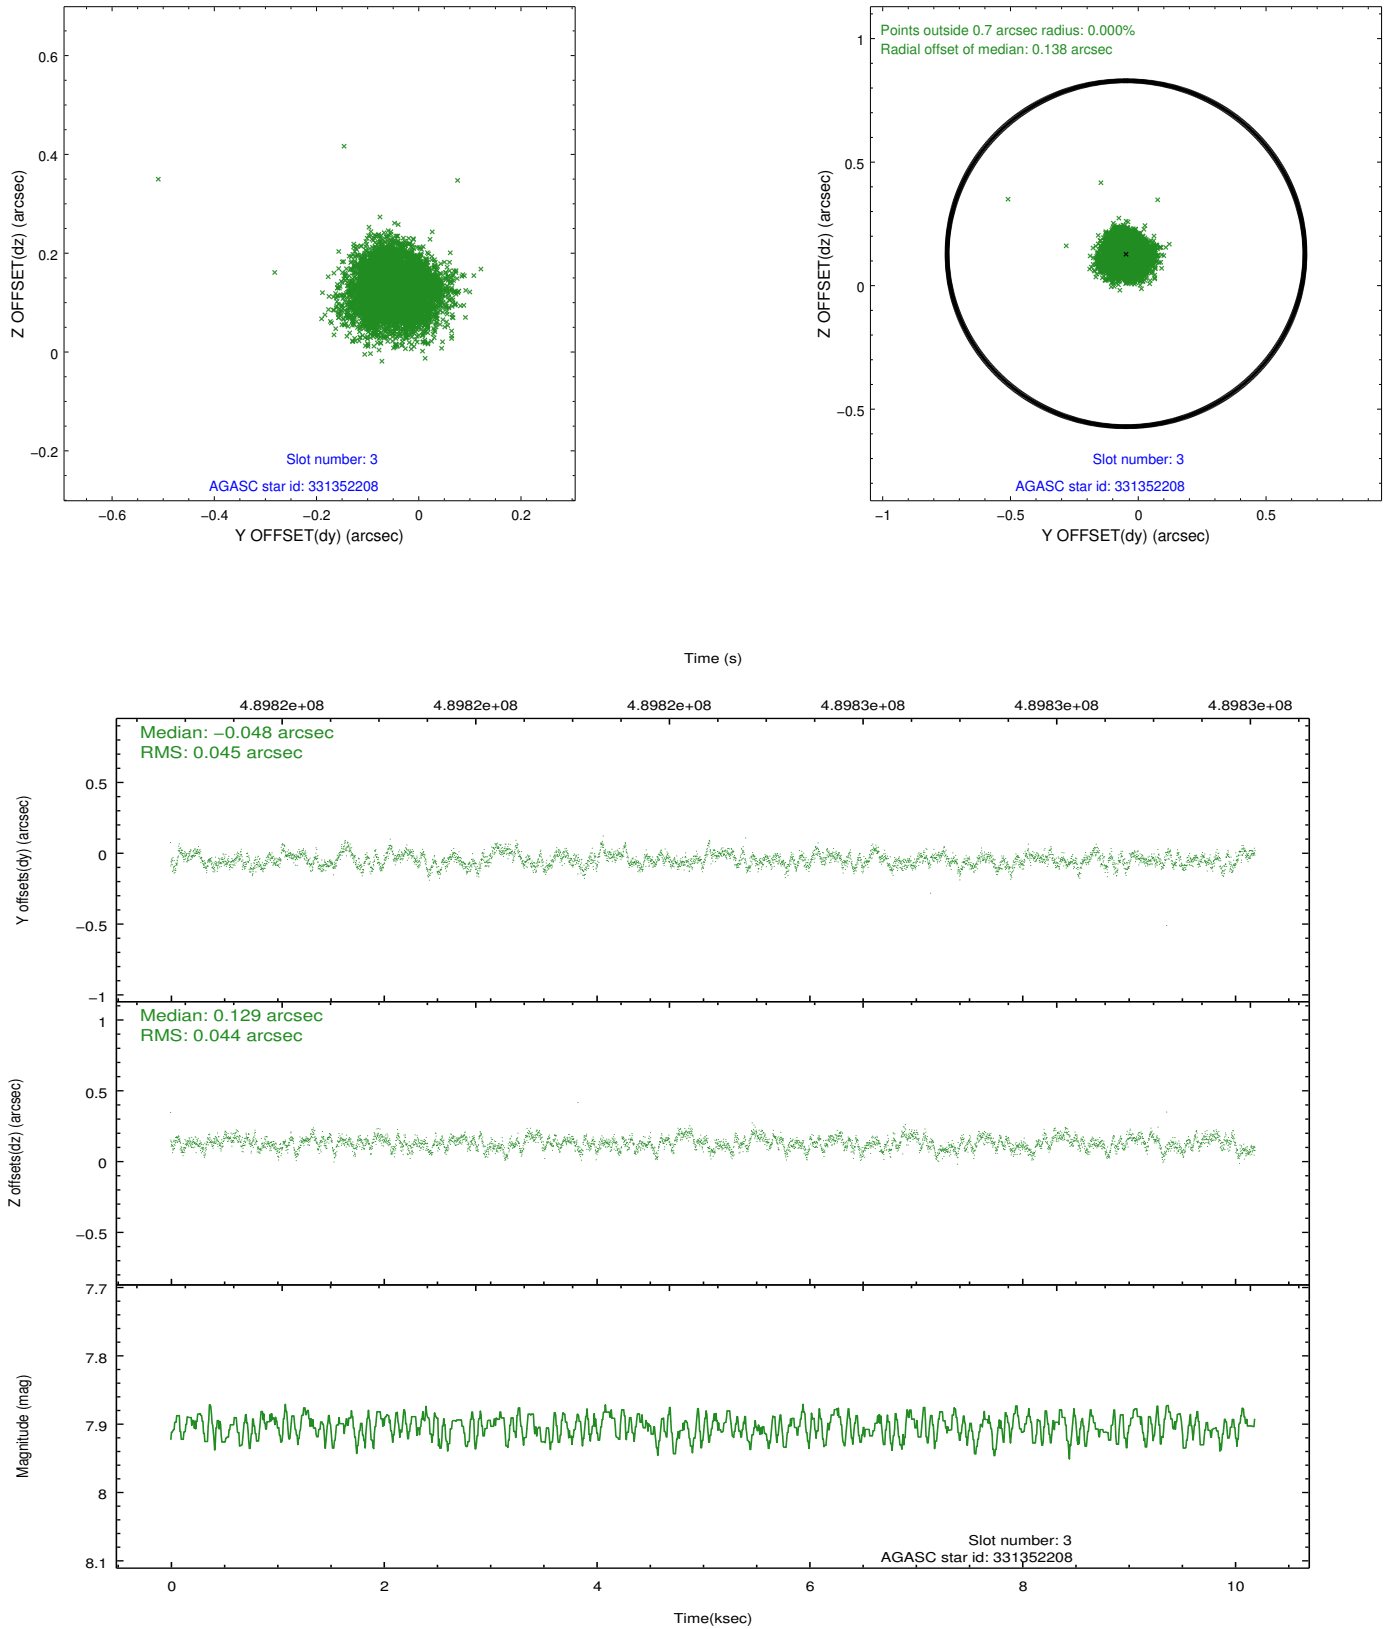 0.6
0.4
0.2
0
−0.2
Z OFFSET(dz) (arcsec)
Slot number: 3
AGASC star id: 331352208
−0.6 −0.4 −0.2 0 0.2
Y OFFSET(dy) (arcsec)
Points outside 0.7 arcsec radius: 0.000%
Radial offset of median: 0.138 arcsec
1
0.5
0
−0.5
Z OFFSET(dz) (arcsec)
Slot number: 3
AGASC star id: 331352208
−1 −0.5 0 0.5
Y OFFSET(dy) (arcsec)
Time (s)
4.8982e+08 4.8982e+08 4.8982e+08 4.8983e+08 4.8983e+08 4.8983e+08
Median: −0.048 arcsec
RMS: 0.045 arcsec
0.5
0
−0.5
−1
Y offsets(dy) (arcsec)
Median: 0.129 arcsec
RMS: 0.044 arcsec
1
0.5
0
−0.5
Z offsets(dz) (arcsec)
7.7
7.8
7.9
8
8.1
Magnitude (mag)
Slot number: 3
AGASC star id: 331352208
0 2 4 6 8 10
Time(ksec)